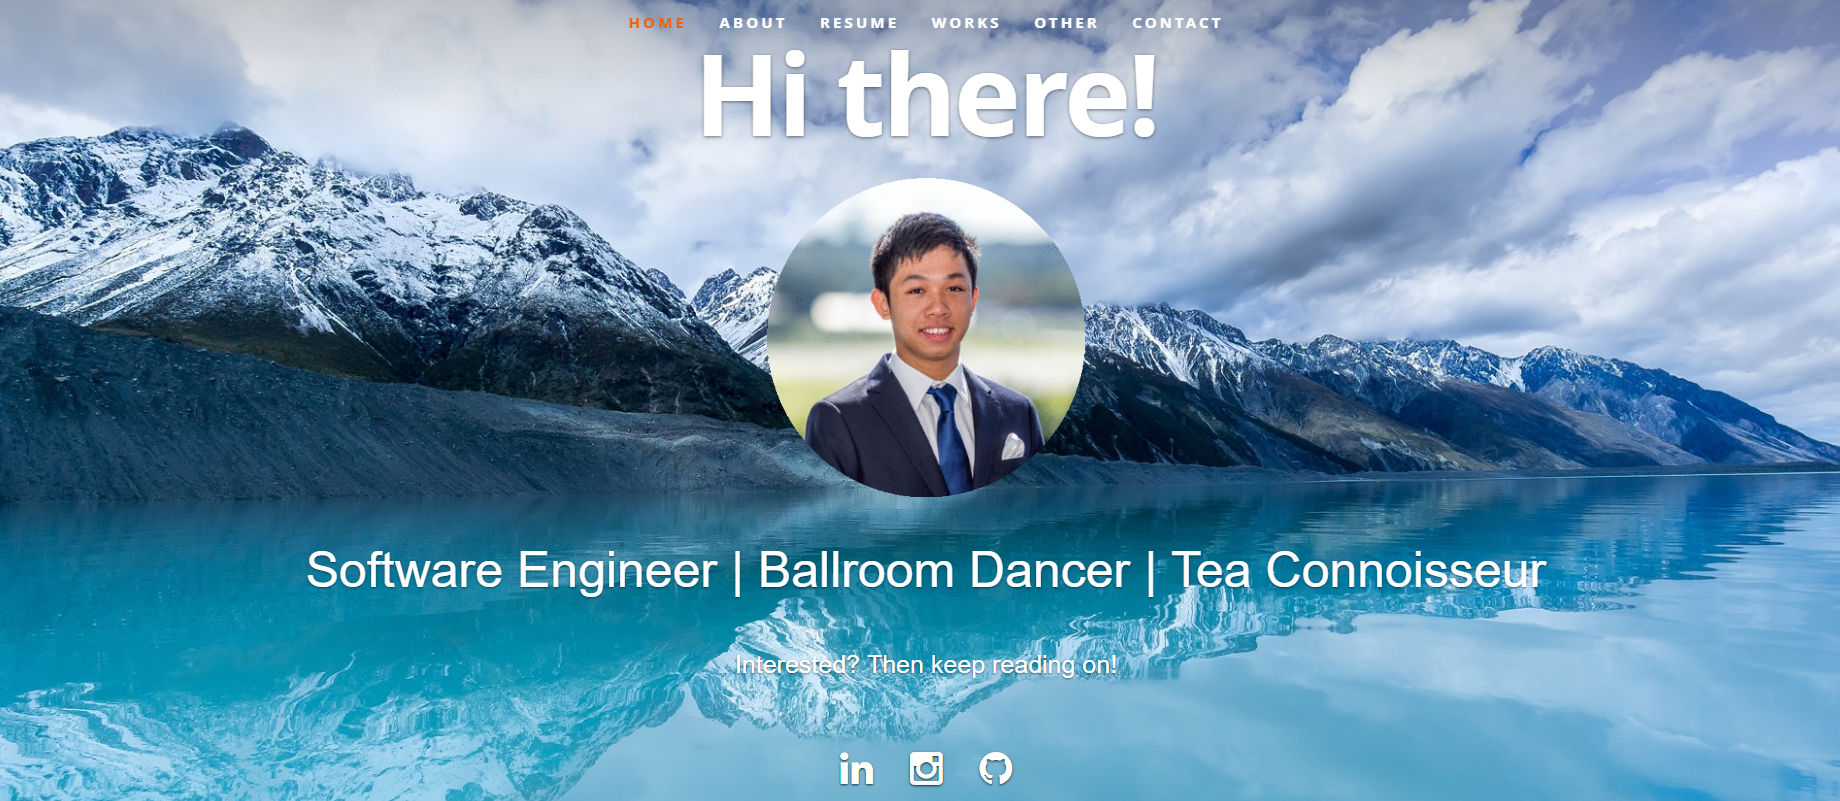 HOME ABOUT RESUME WORKS OTHER CONTACT
Hi there!
Software Engineer | Ballroom Dancer | Tea Connoisseur
Interested? Then keep reading on!
in